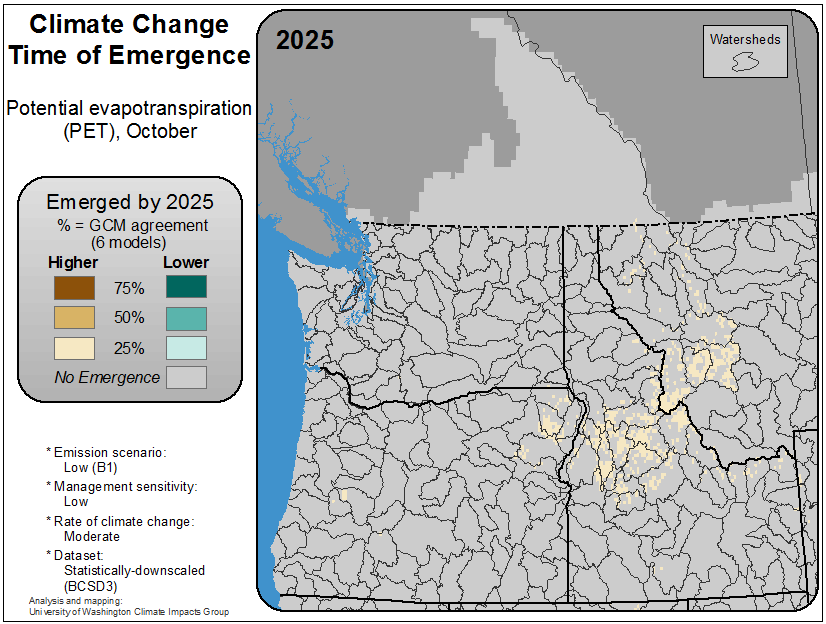 Climate Change
Time of Emergence
Potential evapotranspiration
(PET), October
Emerged by 2025
% = GCM agreement
(6 models)
Higher Lower
75%
50%
25%
No Emergence
* Emission scenario:
Low (B1)
* Management sensitivity:
Low
* Rate of climate change:
Moderate
* Dataset:
Statistically-downscaled
(BCSD3)
Analysis and mapping:
University of Washington Climate Impacts Group
2025
Watersheds